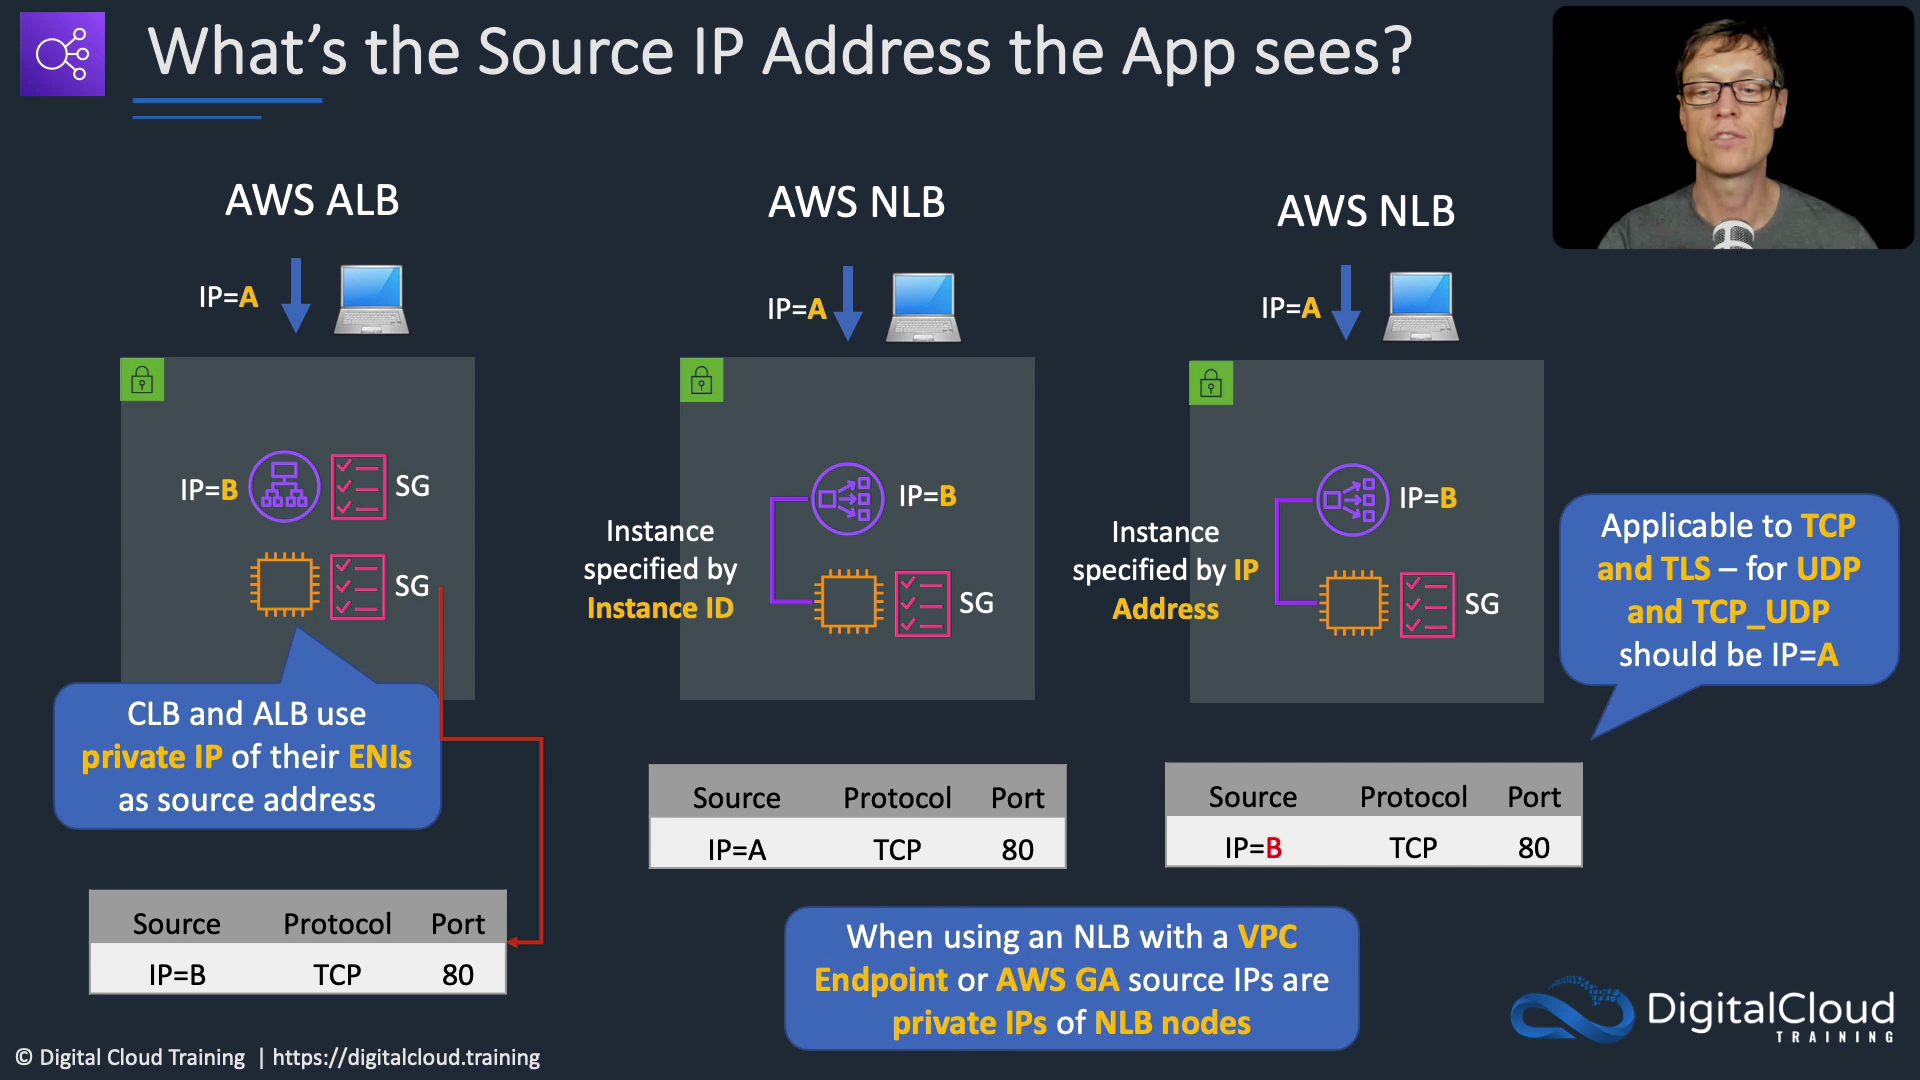 What's the Source IP Address the App sees?
AWS ALB
IP=A
IP=B
SG
SG
CLB and ALB use
private IP of their ENIs
as source address
Source Protocol Port
IP=B TCP 80
AWS NLB
IP=A
IP=B
Instance
specified by
Instance ID
SG
Source Protocol Port
IP=A TCP 80
AWS NLB
IP=A
IP=B
Instance
specified by IP
Address
SG
Applicable to TCP
and TLS – for UDP
and TCP_UDP
should be IP=A
Source Protocol Port
IP=B TCP 80
When using an NLB with a VPC
Endpoint or AWS GA source IPs are
private IPs of NLB nodes
DigitalCloud
TRAINING
© Digital Cloud Training | https://digitalcloud.training